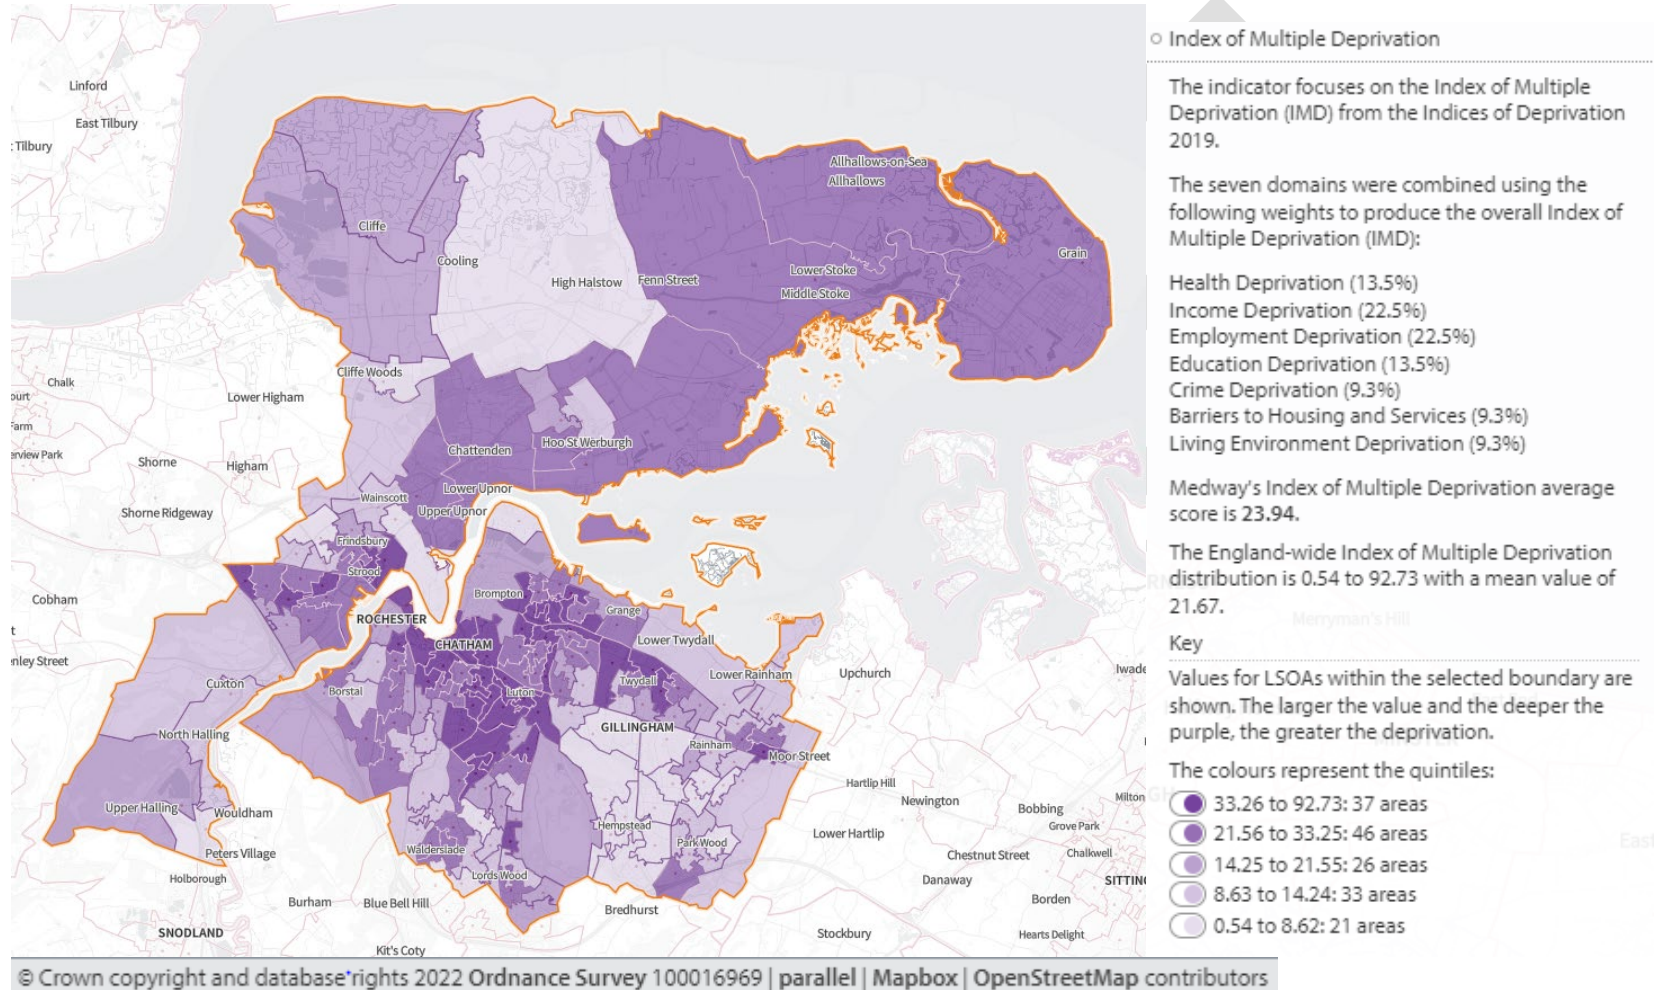 Linford
East Tilbury
Tilbury
Allhallows-on-Sea
Allhallows
Cliffe
Cooling
Grain
High Halstow
Fenn Street
Lower Stoke
Middle Stoke
Cliffe Woods
Chalk
Lower Higham
Chattenden
Hoo St Werburgh
Shorne
Higham
Lower Upnor
Wainscott
Upper Upnor
Shorne Ridgeway
Frindsbury
Strood
Cobham
Brompton
Grange
ROCHESTER
CHATHAM
Lower Twydall
Upchurch
Iwade
Lower Rainham
Cuxton
Borstal
Luton
Twydall
North Halling
GILLINGHAM
Rainham
Moor Street
Hartlip Hill
Newington
Milton
Upper Halling
Wouldham
Bobbing
Grove Park
Hempstead
Lower Hartlip
Park Wood
Walderslade
Peters Village
Chestnut Street
Chalkwell
Holborough
Lords Wood
Danaway
Burham
Blue Bell Hill
Bredhurst
Borden
SNODLAND
Stockbury
Hearts Delight
Kit's Coty
Index of Multiple Deprivation
The indicator focuses on the Index of Multiple
Deprivation (IMD) from the Indices of Deprivation
2019.
The seven domains were combined using the
following weights to produce the overall Index of
Multiple Deprivation (IMD):
Health Deprivation (13.5%)
Income Deprivation (22.5%)
Employment Deprivation (22.5%)
Education Deprivation (13.5%)
Crime Deprivation (9.3%)
Barriers to Housing and Services (9.3%)
Living Environment Deprivation (9.3%)
Medway's Index of Multiple Deprivation average
score is 23.94.
The England-wide Index of Multiple Deprivation
distribution is 0.54 to 92.73 with a mean value of
21.67.
Merryman's Hill
Key
Values for LSOAs within the selected boundary are
shown. The larger the value and the deeper the
purple, the greater the deprivation.
The colours represent the quintiles:
33.26 to 92.73: 37 areas
21.56 to 33.25: 46 areas
14.25 to 21.55: 26 areas
8.63 to 14.24: 33 areas
0.54 to 8.62: 21 areas
© Crown copyright and database rights 2022 Ordnance Survey 100016969 | parallel | Mapbox | OpenStreetMap contributors